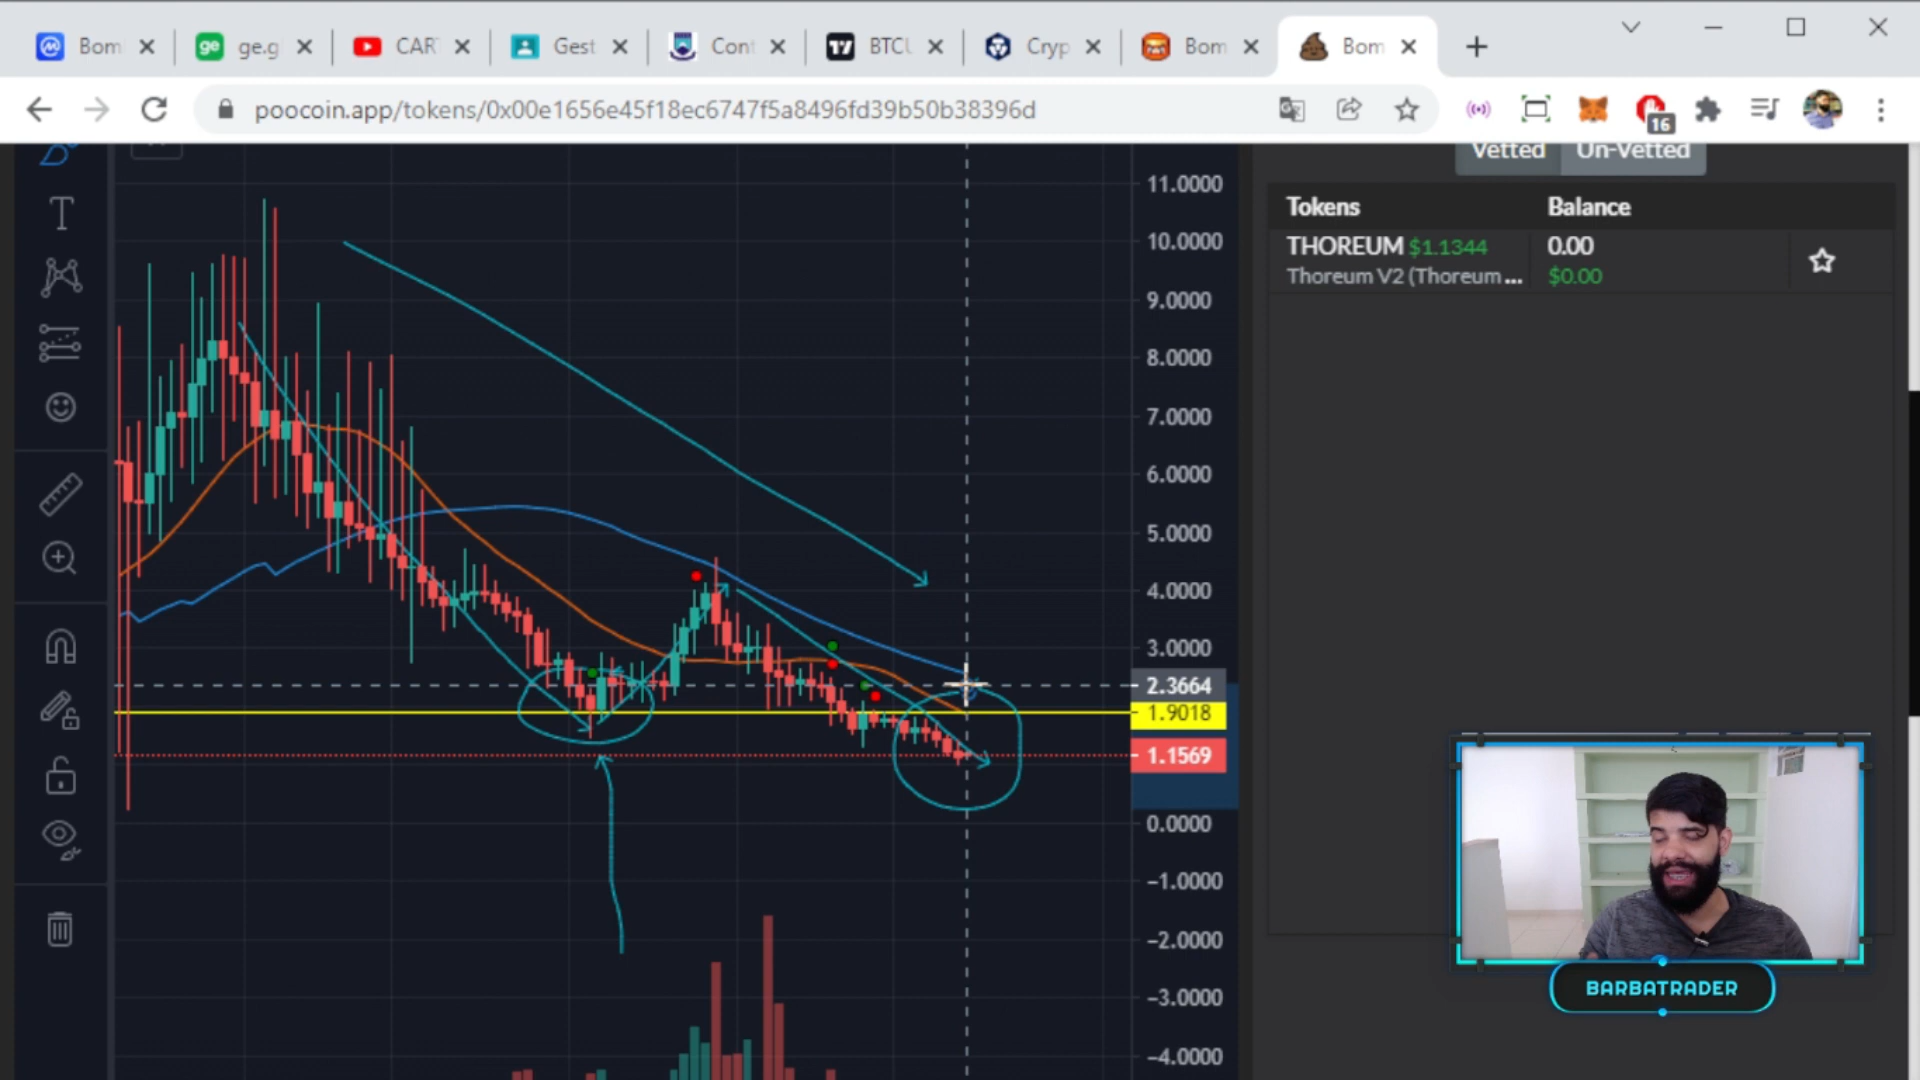 Bom
ge.g
CAR
Gest
Cont
BTCU
Cryp
Bom
Bom
poocoin.app/tokens/0x00e1656e45f18ec6747f5a8496fd39b50b38396d
16
Vetted
Un-Vetted
Tokens
Balance
THOREUM $1.1344
0.00
Thoreum V2 (Thoreum ...
$0.00
11.0000
10.0000
9.0000
8.0000
7.0000
6.0000
5.0000
4.0000
3.0000
2.3664
1.9018
1.1569
0.0000
-1.0000
-2.0000
-3.0000
-4.0000
BARBATRADER